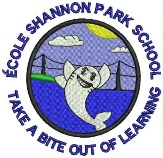 ÉCOLE SHANNON PARK SCHOOL
TAKE A BITE OUT OF LEARNING